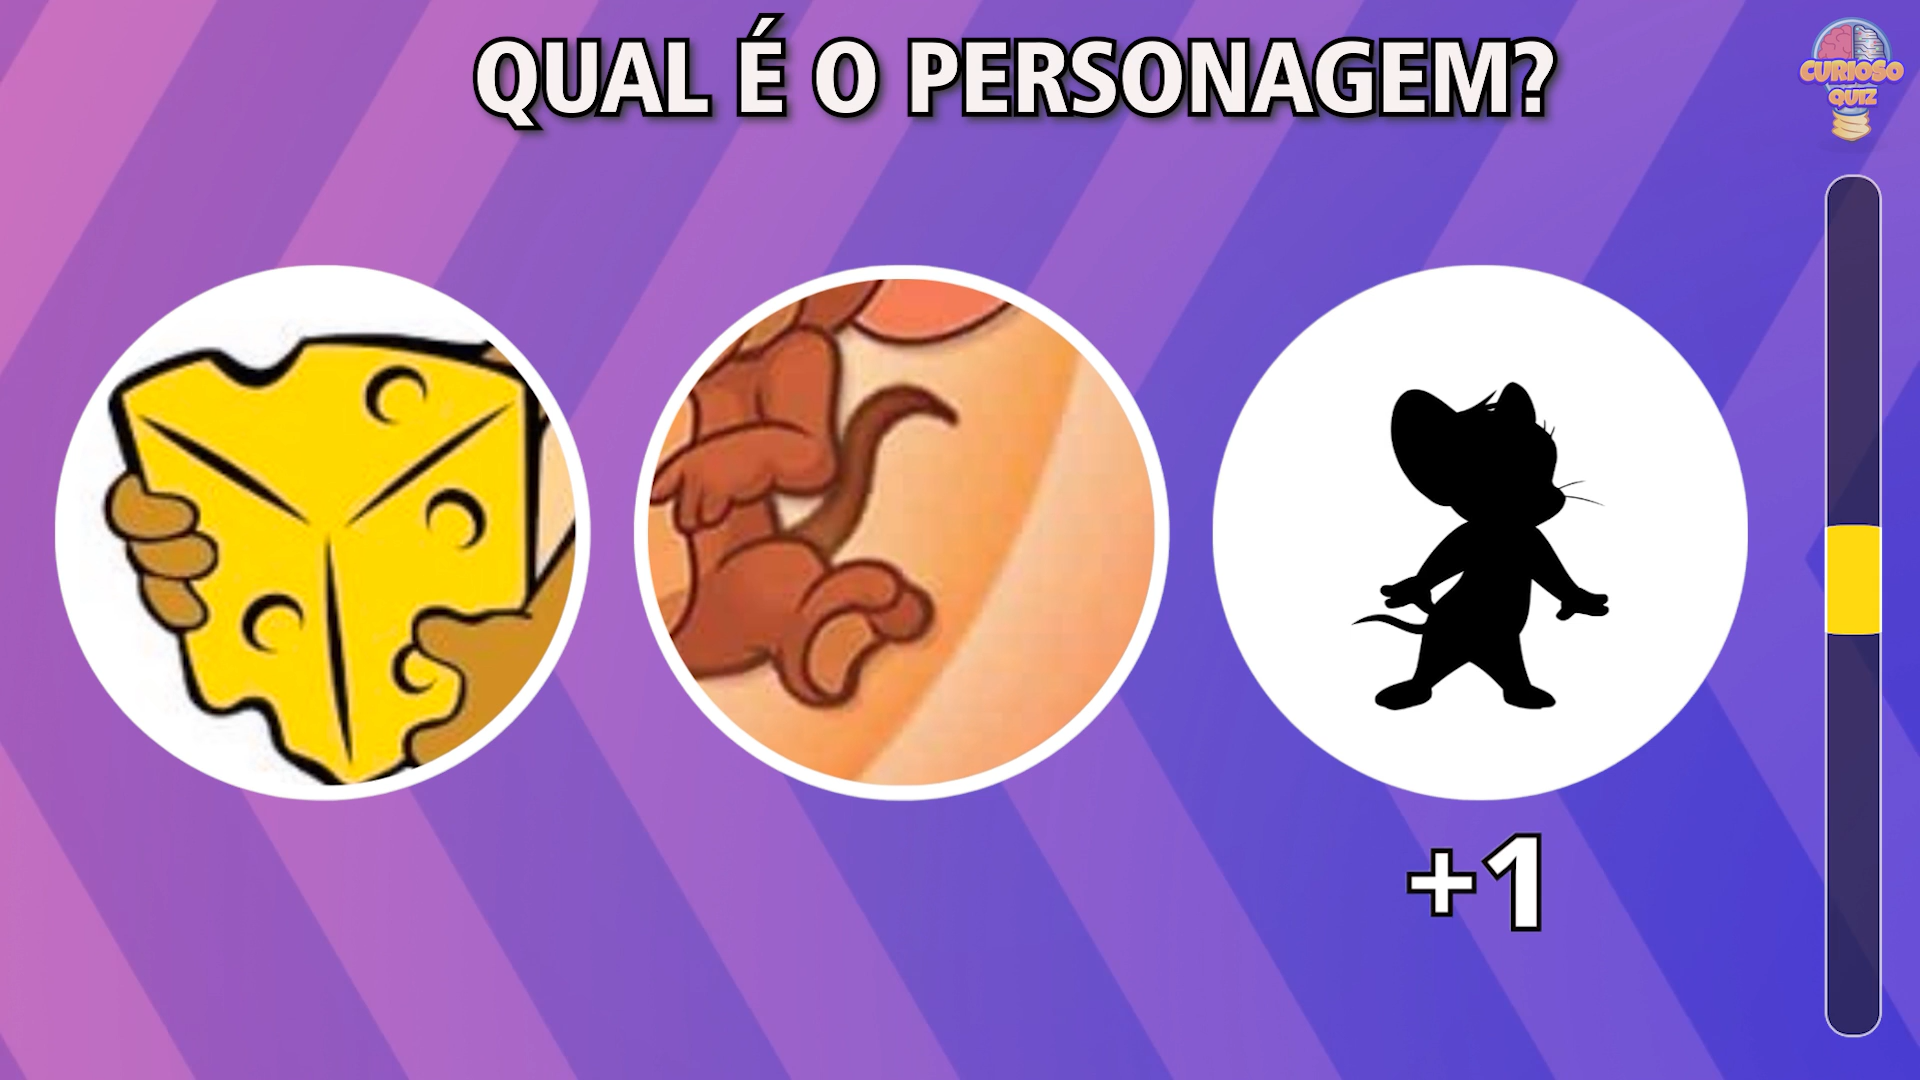 QUAL É O PERSONAGEM?
CURIOSO
QUIZ
+1